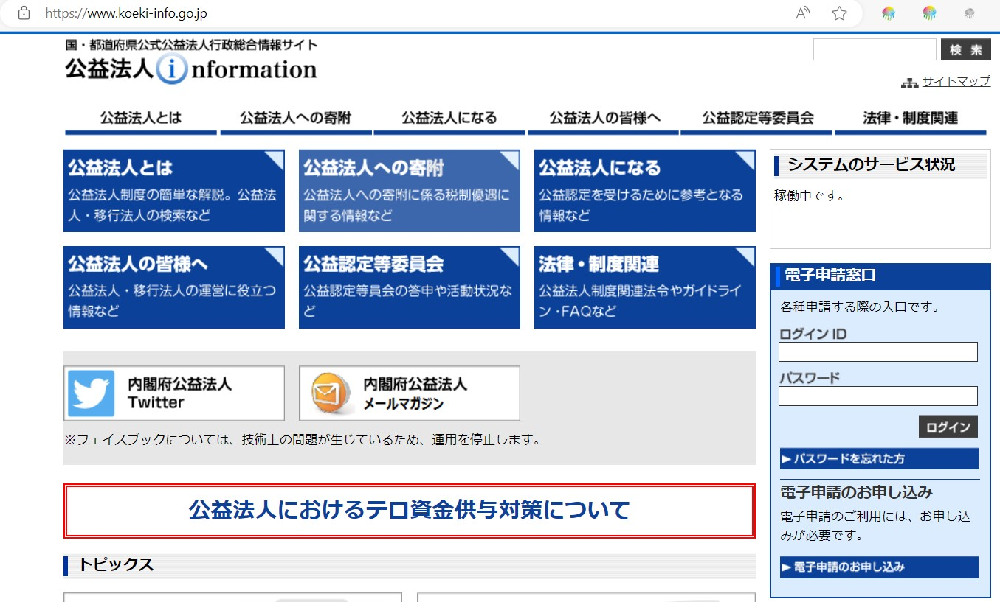 https://www.koeki-info.go.jp
国・都道府県公式公益法人行政総合情報サイト
公益法人information
検 索
サイトマップ
公益法人とは
公益法人への寄附
公益法人になる
公益法人の皆様へ
公益認定等委員会
法律・制度関連
公益法人とは
公益法人制度の簡単な解説。公益法
人・移行法人の検索など
公益法人への寄附
公益法人への寄附に係る税制優遇に
関する情報など
公益法人になる
公益認定を受けるために参考となる
情報など
公益法人の皆様へ
公益法人・移行法人の運営に役立つ
情報など
公益認定等委員会
公益認定等員会の答申や活動状況な
ど
法律・制度関連
公益法人制度関連法令やガイドライ
ン・FAQなど
内閣府公益法人
Twitter
内閣府公益法人
メールマガジン
※フェイスブックについては、技術上の問題が生じているため、運用を停止します。
公益法人におけるテロ資金供与対策について
トピックス
システムのサービス状況
稼働中です。
電子申請窓口
各種申請する際の入口です。
ログイン ID
パスワード
ログイン
▶パスワードを忘れた方
電子申請のお申し込み
電子申請のご利用には、お申し込
みが必要です。
▶電子申請のお申し込み